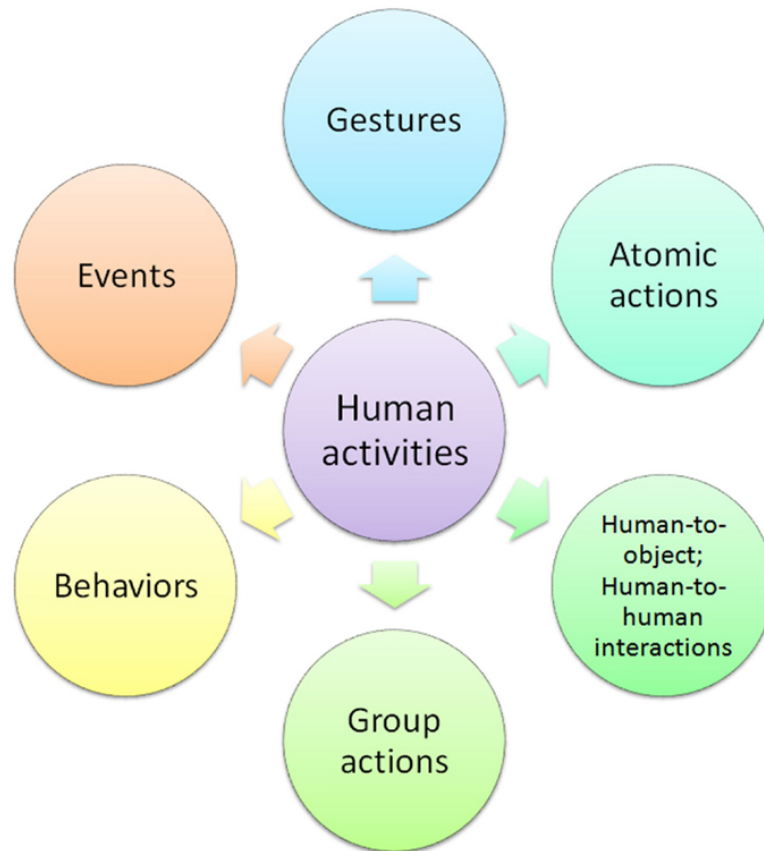 Gestures
Events
Atomic
actions
Human
activities
Behaviors
Human-to-
object;
Human-to-
human
interactions
Group
actions